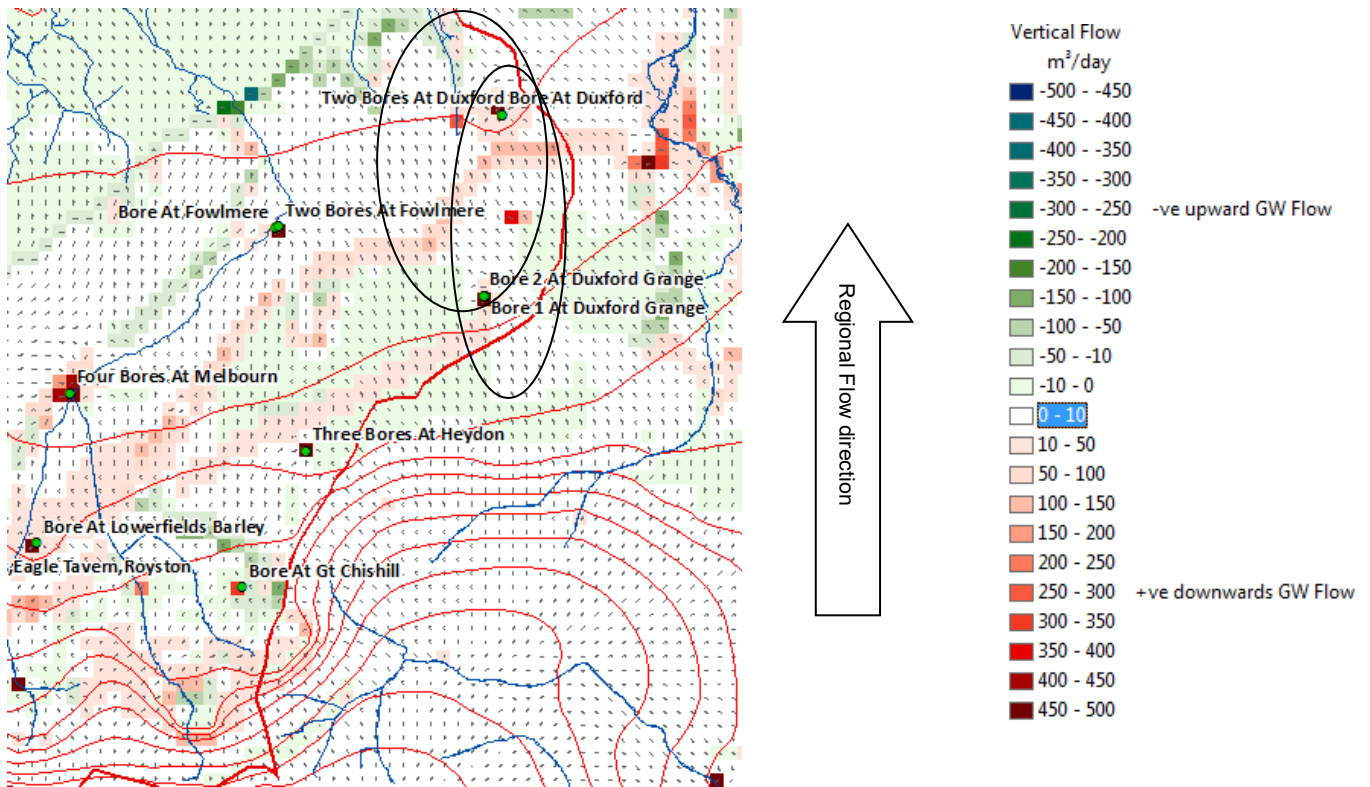 Two Bores At Duxford Bore At Duxford
Bore At Fowlmere
Two Bores At Fowlmere
Bore 2 At Duxford Grange
Bore 1 At Duxford Grange
Four Bores At Melbourn
Three Bores At Heydon
Bore At Lowerfields Barley
Eagle Tavern, Royston
Bore At Gt Chishill
Regional Flow direction
Vertical Flow
m³/day
-500 - -450
-450 - -400
-400 - -350
-350 - -300
-300 - -250 -ve upward GW Flow
-250- -200
-200 - -150
-150 - -100
-100 - -50
-50 - -10
-10 - 0
0 - 10
10 - 50
50 - 100
100 - 150
150 - 200
200 - 250
250 - 300 +ve downwards GW Flow
300 - 350
350 - 400
400 - 450
450 - 500